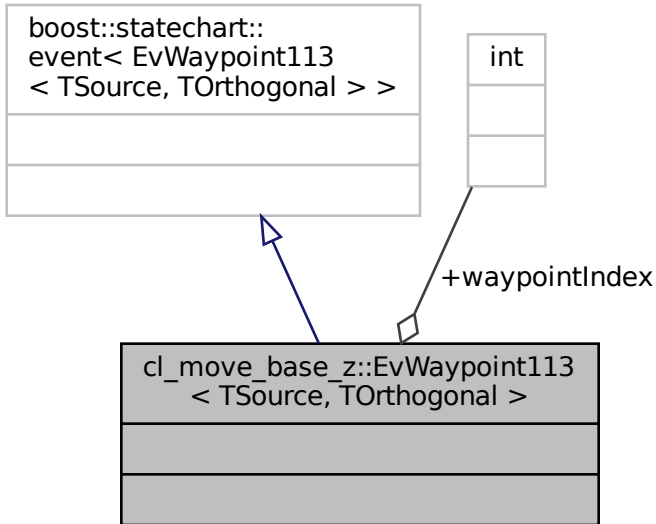 boost::statechart::
event< EvWaypoint113
< TSource, TOrthogonal > >
int
+waypointIndex
cl_move_base_z::EvWaypoint113
< TSource, TOrthogonal >